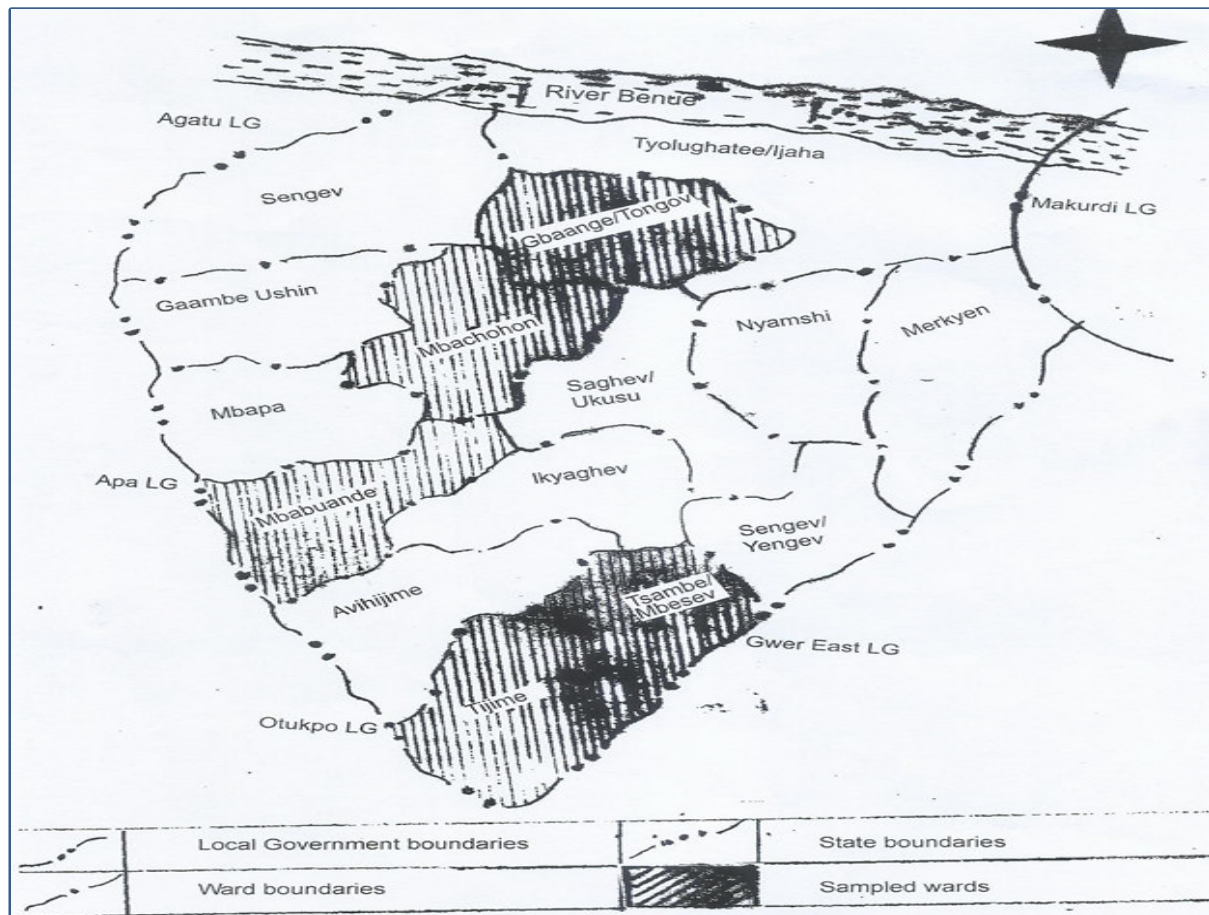 River Benue
Agatu LG
Tyolughatee/Ijaha
Sengev
Makurdi LG
Gbaange/Tongov
Gaambe Ushin
Nyamshi
Merkyen
Mbachohon
Saghev/
Ukusu
Mbapa
Apa LG
Ikyaghev
Mbabuande
Sengev/
Yengev
Avihijime
Tsambe/
Mbesev
Gwer East LG
Tijime
Otukpo LG
Local Government boundaries
State boundaries
Ward boundaries
Sampled wards